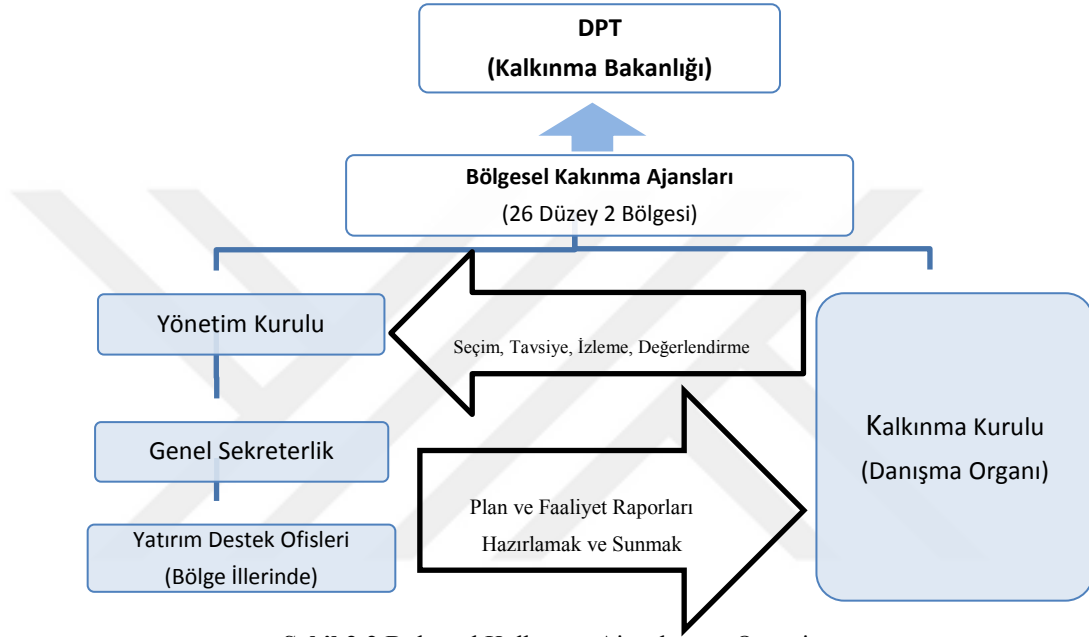 DPT
(Kalkınma Bakanlığı)
Bölgesel Kakınma Ajansları
(26 Düzey 2 Bölgesi)
Yönetim Kurulu
Seçim, Tavsiye, İzleme, Değerlendirme
Genel Sekreterlik
Kalkınma Kurulu
(Danışma Organı)
Plan ve Faaliyet Raporları
Hazırlamak ve Sunmak
Yatırım Destek Ofisleri
(Bölge İllerinde)